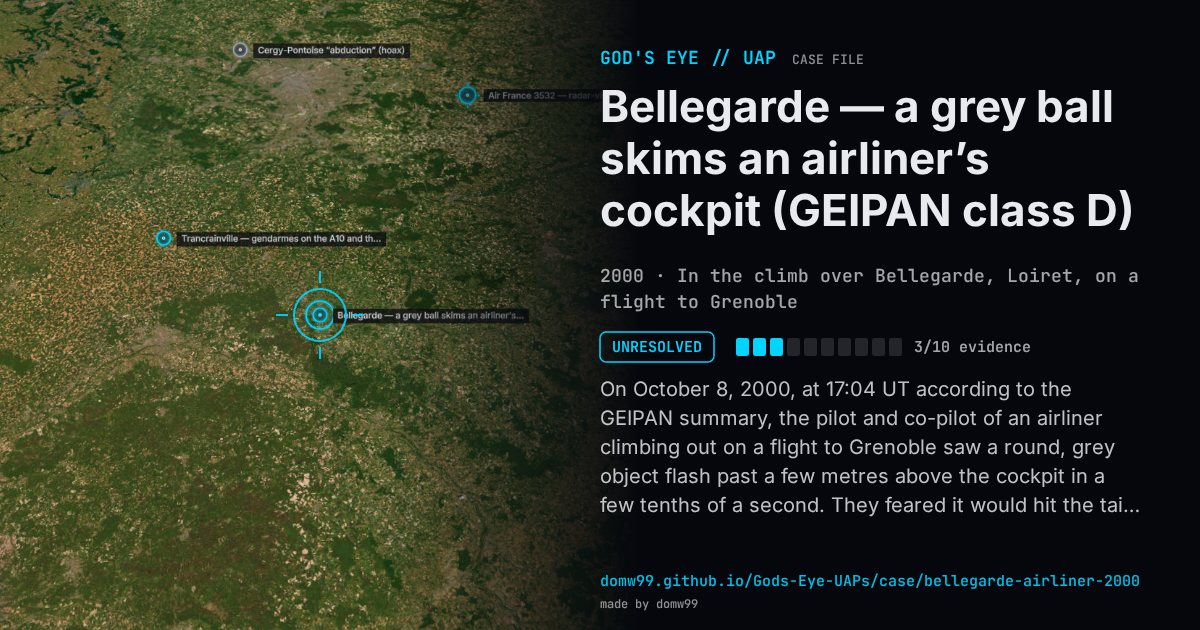 Cergy-Pontoise “abduction” (hoax)
Air France 3532 — radar-vi
Trancrainville — gendarmes on the A10 and th...
Bellegarde — a grey ball skims an airliner's...
GOD'S EYE // UAP CASE FILE
Bellegarde — a grey ball
skims an airliner’s
cockpit (GEIPAN class D)
2000 · In the climb over Bellegarde, Loiret, on a
flight to Grenoble
UNRESOLVED 3/10 evidence
On October 8, 2000, at 17:04 UT according to the
GEIPAN summary, the pilot and co-pilot of an airliner
climbing out on a flight to Grenoble saw a round, grey
object flash past a few metres above the cockpit in a
few tenths of a second. They feared it would hit the tai...
domw99.github.io/Gods-Eye-UAPs/case/bellegarde-airliner-2000
made by domw99